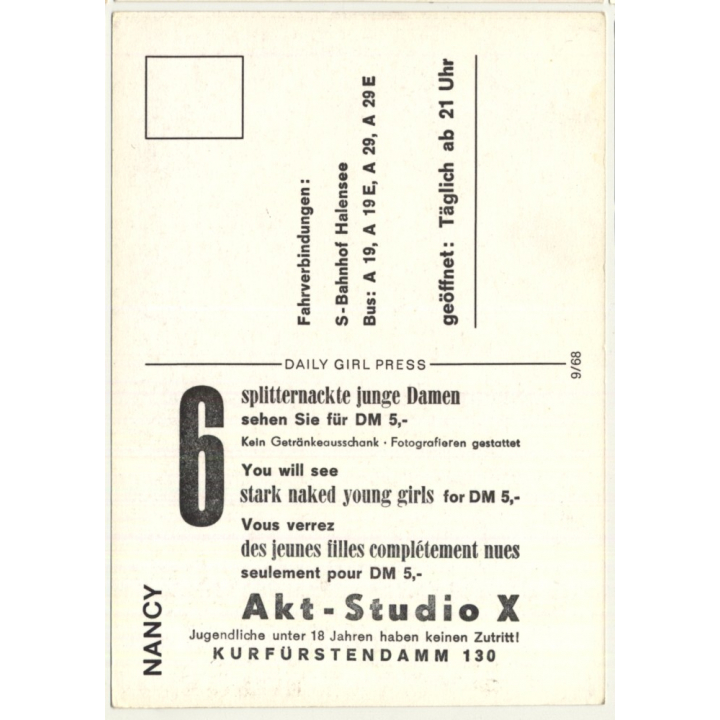 Fahrverbindungen:
S-Bahnhof Halensee
Bus: A 19, A 19 E, A 29, A 29 E
geöffnet: Täglich ab 21 Uhr
DAILY GIRL PRESS
9/68
6 splitternackte junge Damen
sehen Sie für DM 5,-
Kein Getränkeausschank · Fotografieren gestattet
You will see
stark naked young girls for DM 5,-
Vous verrez
des jeunes filles complétement nues
seulement pour DM 5,-
Akt-Studio X
Jugendliche unter 18 Jahren haben keinen Zutritt!
KURFÜRSTENDAMM 130
NANCY